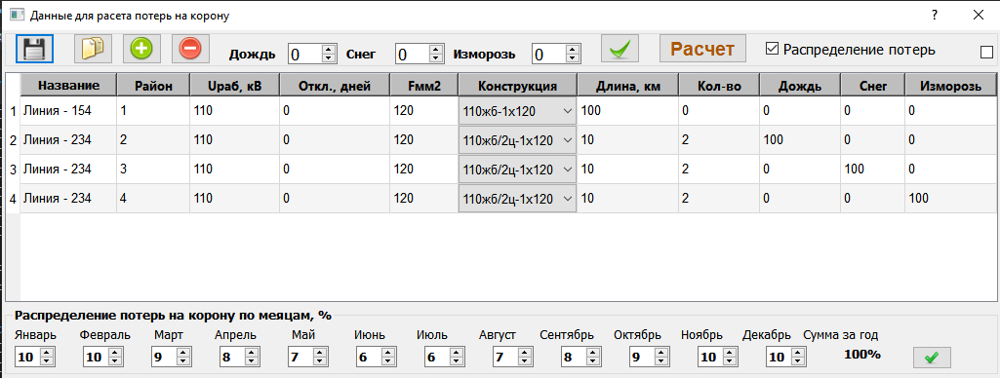 Данные для расета потерь на корону ?
Дождь 0 Снег 0 Изморозь 0 Расчет Распределение потерь
Название Район Uраб, кВ Откл., дней Fмм2 Конструкция Длина, км Кол-во Дождь Снег Изморозь
1 Линия - 154 1 110 0 120 110жб-1х120 100 0 0 0 0
2 Линия - 234 2 110 0 120 110жб/2ц-1х120 10 2 100 0 0
3 Линия - 234 3 110 0 120 110жб/2ц-1х120 10 2 0 100 0
4 Линия - 234 4 110 0 120 110жб/2ц-1х120 10 2 0 0 100
Распределение потерь на корону по меяцам, %
Январь Февраль Март Апрель Май Июнь Июль Август Сентябрь Октябрь Ноябрь Декабрь Сумма за год
10 10 9 8 7 6 6 7 8 9 10 10 100%